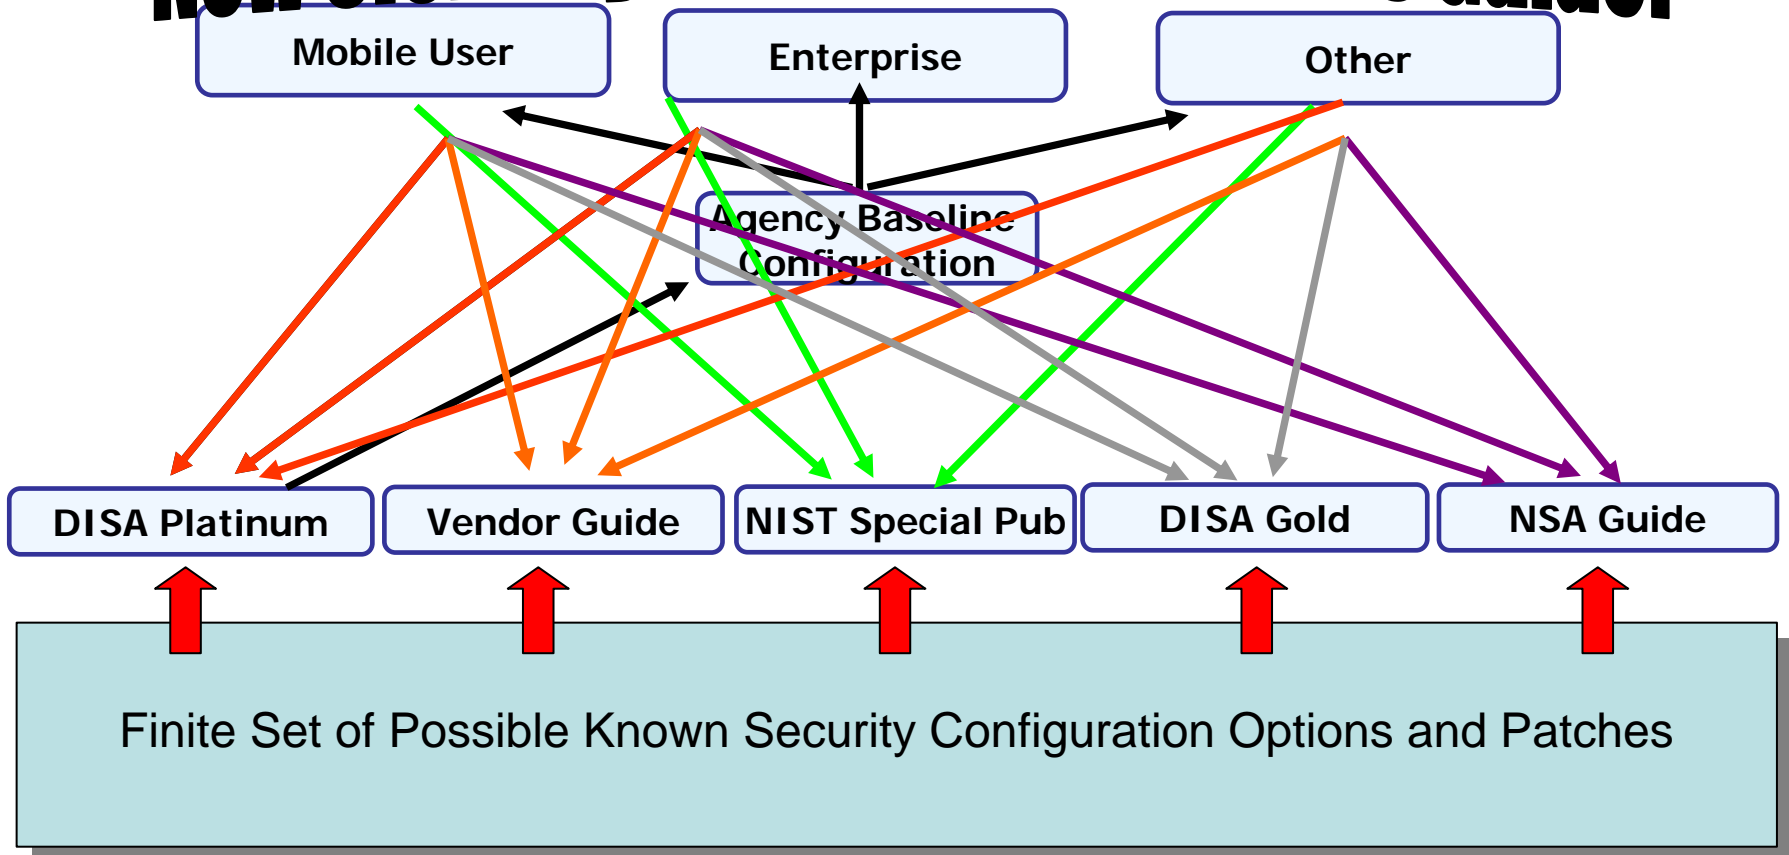 Mobile User
Enterprise
Other
Agency Baseline
Configuration
DISA Platinum
Vendor Guide
NIST Special Pub
DISA Gold
NSA Guide
Finite Set of Possible Known Security Configuration Options and Patches